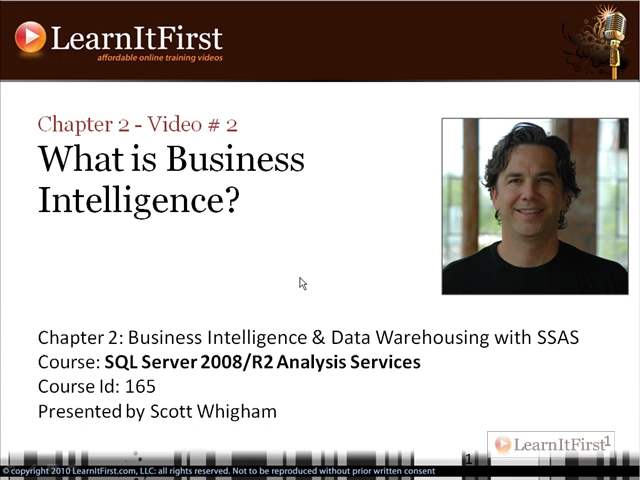 LearnItFirst
affordable online training videos
Chapter 2 - Video # 2
What is Business
Intelligence?
Chapter 2: Business Intelligence & Data Warehousing with SSAS
Course: SQL Server 2008/R2 Analysis Services
Course Id: 165
Presented by Scott Whigham
LearnItFirst 1
1
© copyright 2010 LearnItFirst.com, LLC: all rights reserved. Not to be reproduced without prior written consent